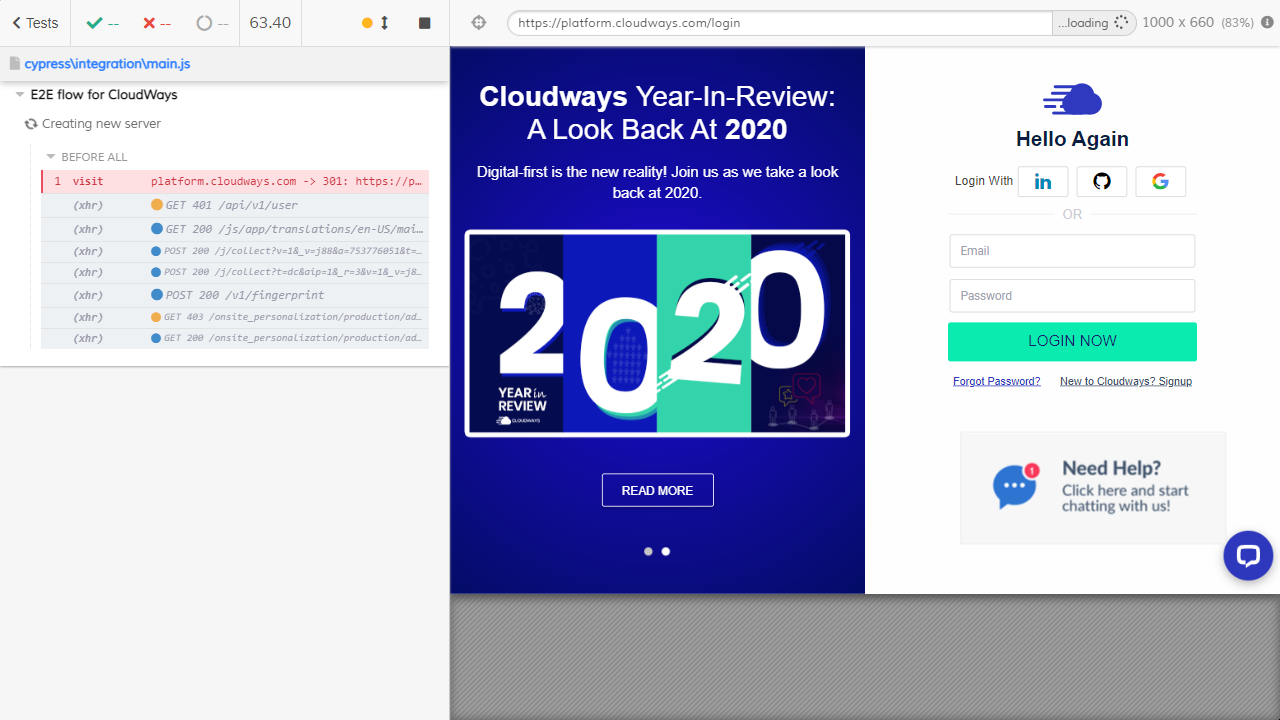 Tests
--
--
--
63.40
https://platform.cloudways.com/login
...loading
1000 x 660 (83%)
cypress\integration\main.js
E2E flow for CloudWays
Creating new server
BEFORE ALL
1 visit platform.cloudways.com -> 301: https://p…
(xhr) GET 401 /api/v1/user
(xhr) GET 200 /js/app/translations/en-US/mai…
(xhr) POST 200 /j/collect?v=1&_v=j88&a=753776051&t=…
(xhr) POST 200 /j/collect?t=dc&aip=1&_r=3&v=1&_v=j8…
(xhr) POST 200 /v1/fingerprint
(xhr) GET 403 /onsite_personalization/production/ad…
(xhr) GET 200 /onsite_personalization/production/ad…
Cloudways Year-In-Review:
A Look Back At 2020
Digital-first is the new reality! Join us as we take a look
back at 2020.
2020
YEAR in
REVIEW
CLOUDWAYS
READ MORE
Hello Again
Login With
OR
Email
Password
LOGIN NOW
Forgot Password? New to Cloudways? Signup
1
Need Help?
Click here and start
chatting with us!